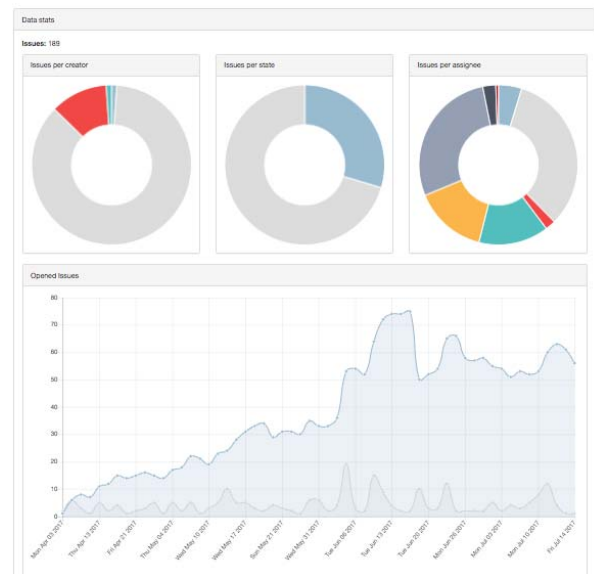 Data stats
Issues: 189
Issues per creator
Issues per state
Issues per assignee
Opened Issues
80
70
60
50
40
30
20
10
0
Mon Apr 03 2017
Thu Apr 13 2017
Fri Apr 21 2017
Thu May 04 2017
Wed May 10 2017
Wed May 17 2017
Sun May 21 2017
Wed May 31 2017
Tue Jun 06 2017
Tue Jun 13 2017
Tue Jun 20 2017
Mon Jun 26 2017
Mon Jul 03 2017
Mon Jul 10 2017
Fri Jul 14 2017